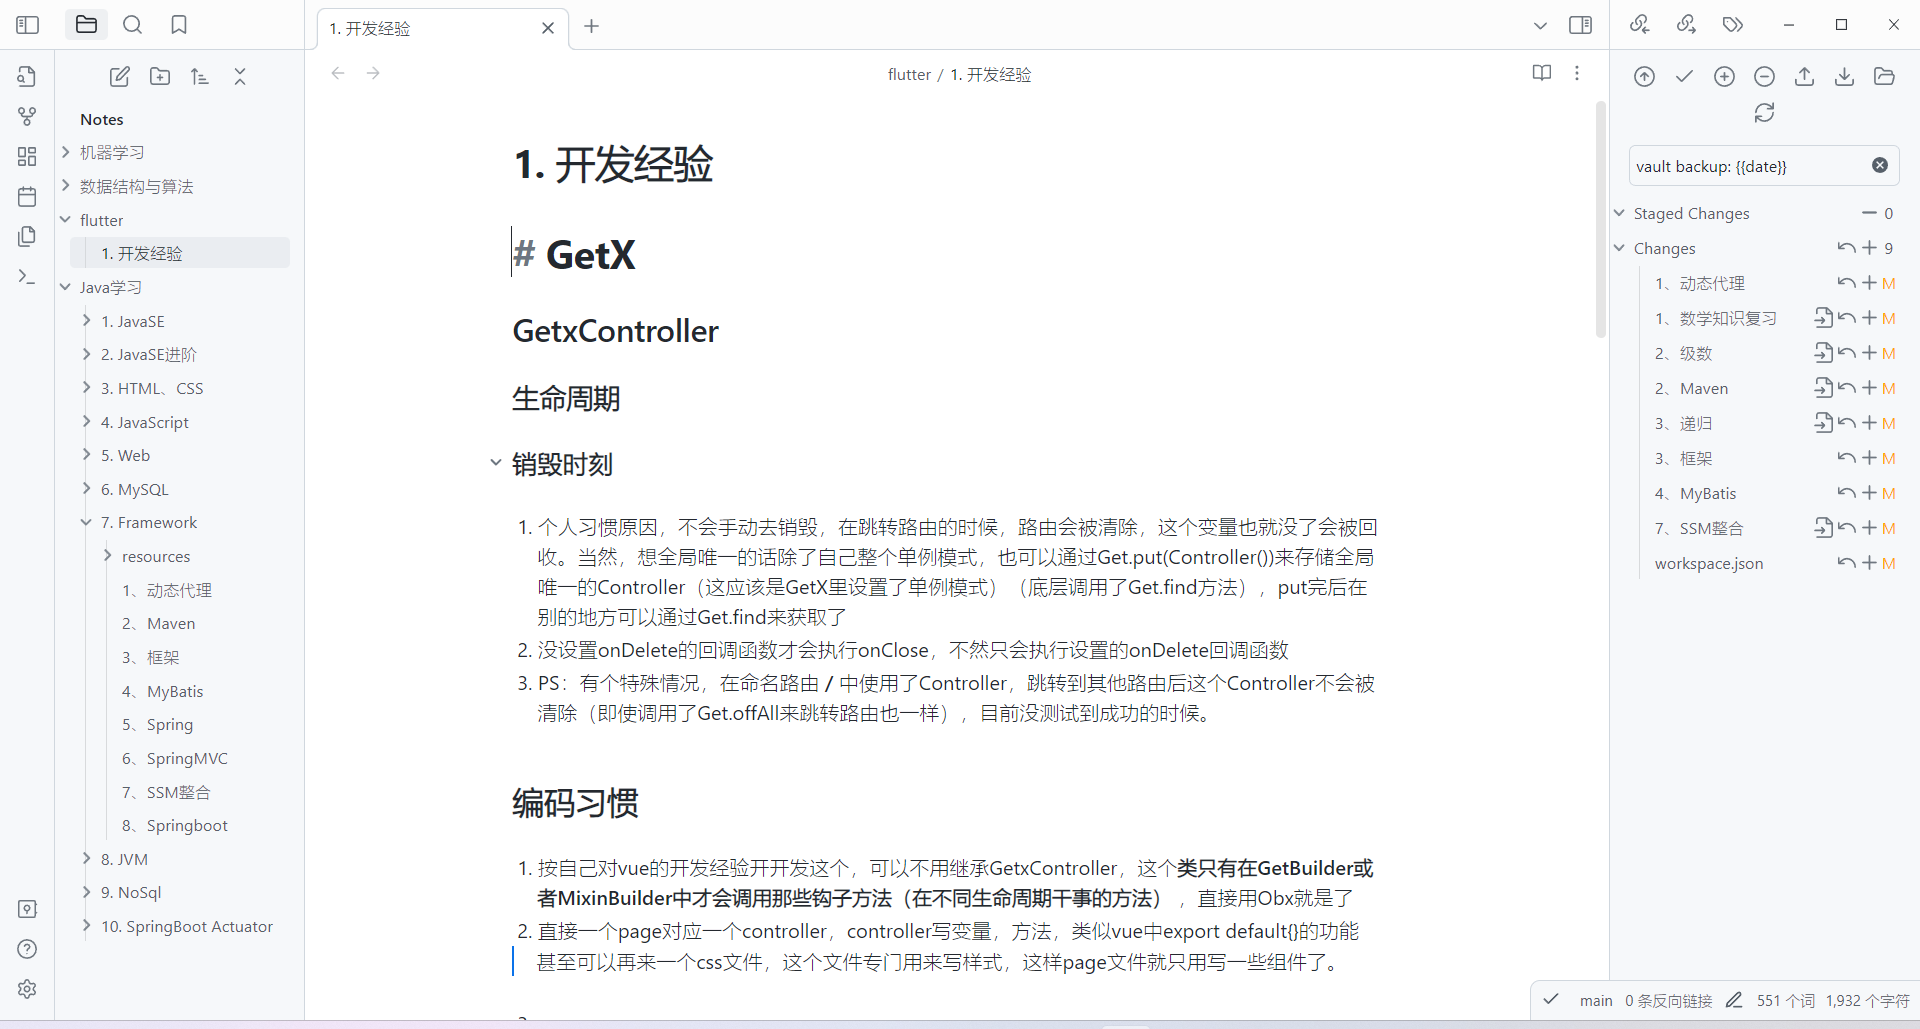 1. 开发经验
flutter / 1. 开发经验
Notes
机器学习
数据结构与算法
flutter
1. 开发经验
Java学习
1. JavaSE
2. JavaSE进阶
3. HTML、CSS
4. JavaScript
5. Web
6. MySQL
7. Framework
resources
1、动态代理
2、Maven
3、框架
4、MyBatis
5、Spring
6、SpringMVC
7、SSM整合
8、Springboot
8. JVM
9. NoSql
10. SpringBoot Actuator
1. 开发经验
# GetX
GetxController
生命周期
销毁时刻
1. 个人习惯原因，不会手动去销毁，在跳转路由的时候，路由会被清除，这个变量也就没了会被回
收。当然，想全局唯一的话除了自己整个单例模式，也可以通过Get.put(Controller())来存储全局
唯一的Controller（这应该是GetX里设置了单例模式）（底层调用了Get.find方法），put完后在
别的地方可以通过Get.find来获取了
2. 没设置onDelete的回调函数才会执行onClose，不然只会执行设置的onDelete回调函数
3. PS：有个特殊情况，在命名路由 / 中使用了Controller，跳转到其他路由后这个Controller不会被
清除（即使调用了Get.offAll来跳转路由也一样），目前没测试到成功的时候。
编码习惯
1. 按自己对vue的开发经验开开发这个，可以不用继承GetxController，这个类只有在GetBuilder或
者MixinBuilder中才会调用那些钩子方法（在不同生命周期干事的方法），直接用Obx就是了
2. 直接一个page对应一个controller，controller写变量，方法，类似vue中export default{}的功能
甚至可以再来一个css文件，这个文件专门用来写样式，这样page文件就只用写一些组件了。
vault backup: {{date}}
Staged Changes 0
Changes 9
1、动态代理 M
1、数学知识复习 M
2、级数 M
2、Maven M
3、递归 M
3、框架 M
4、MyBatis M
7、SSM整合 M
workspace.json M
main 0 条反向链接 551 个词 1,932 个字符